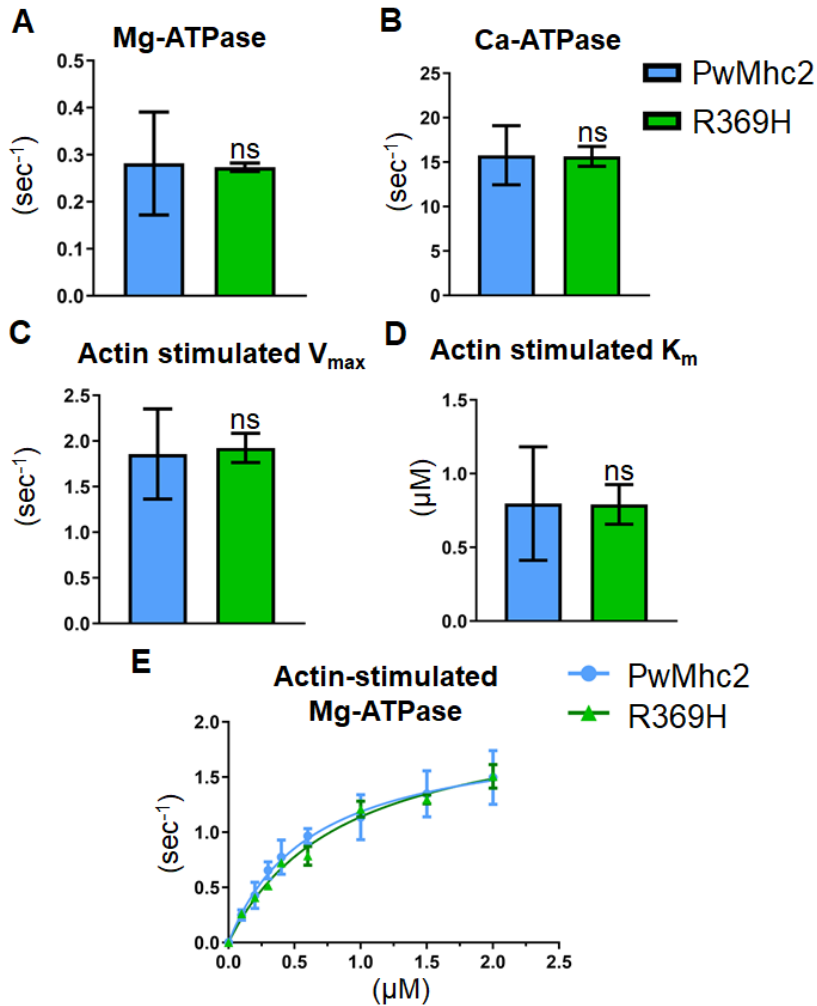 A
Mg-ATPase
(sec⁻¹)
0.5
0.4
0.3
0.2
0.1
0.0
ns
B
Ca-ATPase
(sec⁻¹)
25
20
15
10
5
0
ns
PwMhc2
R369H
C
Actin stimulated Vmax
(sec⁻¹)
2.5
2.0
1.5
1.0
0.5
0.0
ns
D
Actin stimulated Km
(μM)
1.5
1.0
0.5
0.0
ns
E
Actin-stimulated
Mg-ATPase
(sec⁻¹)
2.0
1.5
1.0
0.5
0.0
0.0 0.5 1.0 1.5 2.0 2.5
(μM)
PwMhc2
R369H